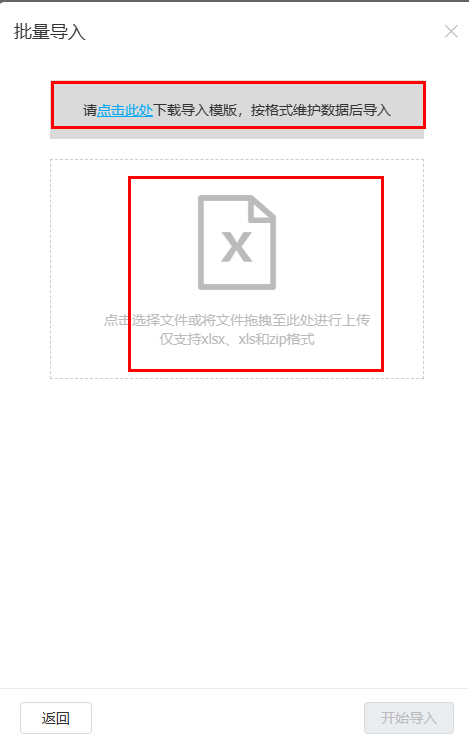 批量导入
请点击此处下载导入模版，按格式维护数据后导入
X
点击选择文件或将文件拖拽至此处进行上传
仅支持xlsx、xls和zip格式
返回
开始导入